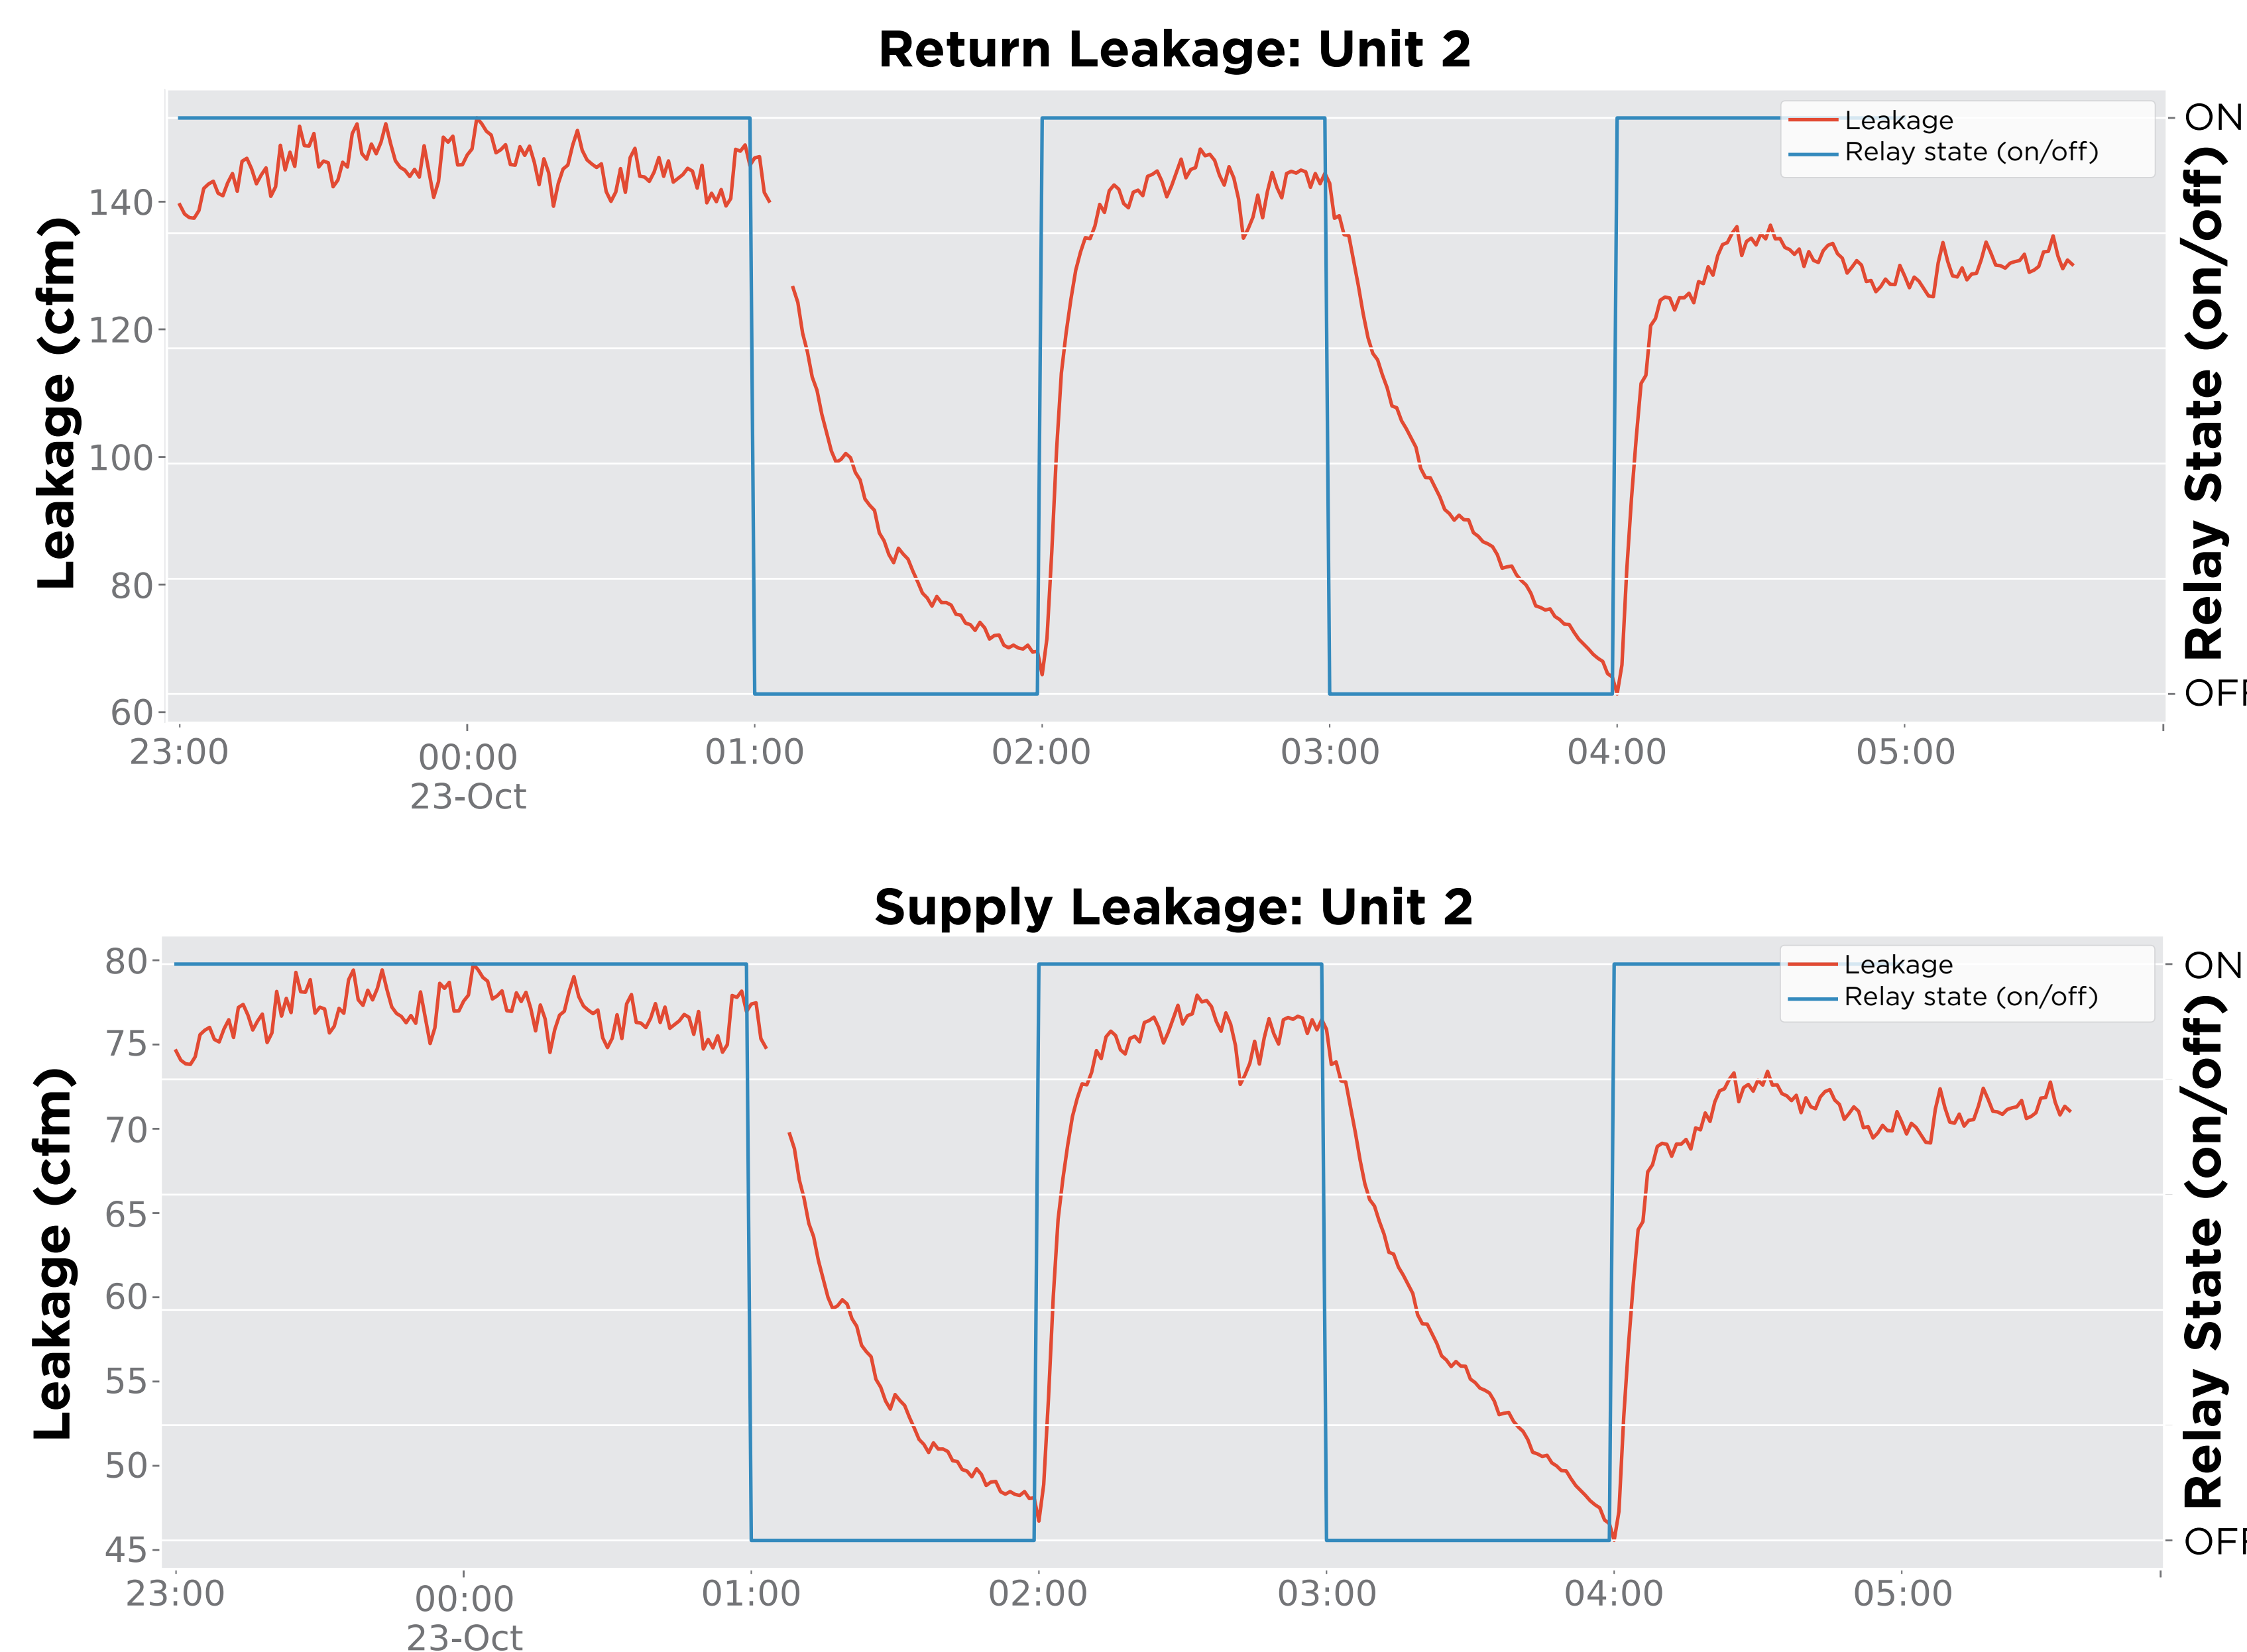 Return Leakage: Unit 2
Leakage (cfm)
140
120
100
80
60
Leakage
Relay state (on/off)
ON
OFF
Relay State (on/off)
23:00
00:00
01:00
02:00
03:00
04:00
05:00
23-Oct
Supply Leakage: Unit 2
Leakage (cfm)
80
75
70
65
60
55
50
45
Leakage
Relay state (on/off)
ON
OFF
Relay State (on/off)
23:00
00:00
01:00
02:00
03:00
04:00
05:00
23-Oct